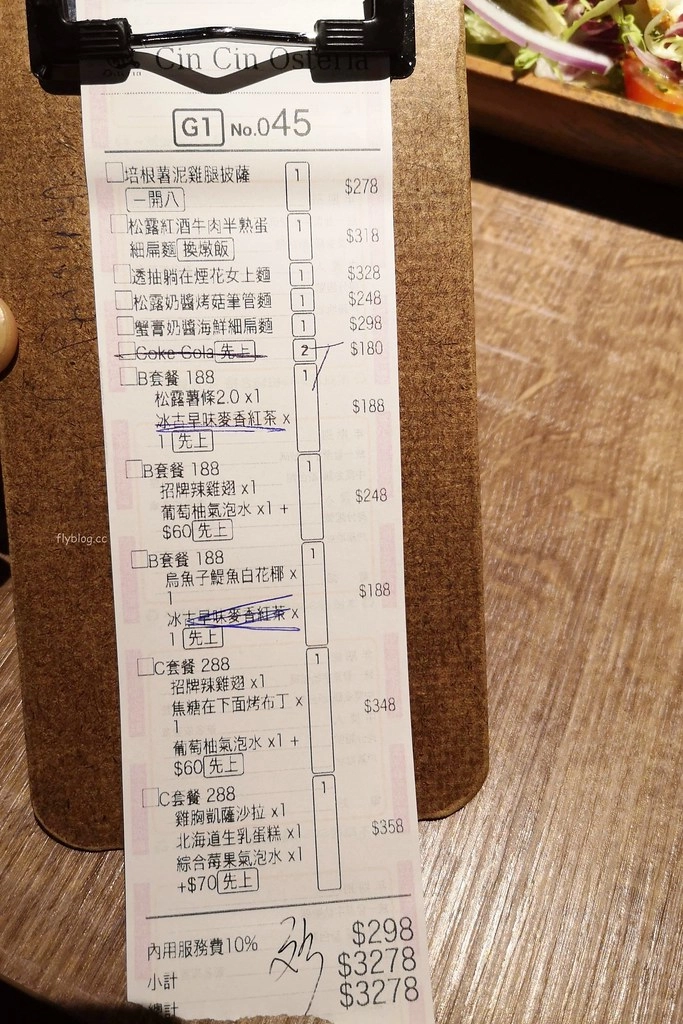 Cin Cin Osteria
G1 No.045
培根薯泥雞腿披薩 1 $278
一開八
松露紅酒牛肉半熟蛋 1 $318
細扁麵 換燉飯
透抽躺在煙花女上麵 1 $328
松露奶醬烤菇筆管麵 1 $248
蟹膏奶醬海鮮細扁麵 1 $298
Coke Cola 先上 2 $180
B套餐 188 1 $188
松露薯條2.0 x1
冰古早味麥香紅茶 x
1 先上
B套餐 188 1 $248
招牌辣雞翅 x1
葡萄柚氣泡水 x1 +
$60 先上
B套餐 188 1 $188
烏魚子鯷魚白花椰 x
1
冰古早味麥香紅茶 x
1 先上
C套餐 288 1 $348
招牌辣雞翅 x1
焦糖在下面烤布丁 x
1
葡萄柚氣泡水 x1 +
$60 先上
C套餐 288 1 $358
雞胸凱薩沙拉 x1
北海道生乳蛋糕 x1
綜合莓果氣泡水 x1
+$70 先上
內用服務費10% $298
小計 $3278
總計 $3278
flyblog.cc